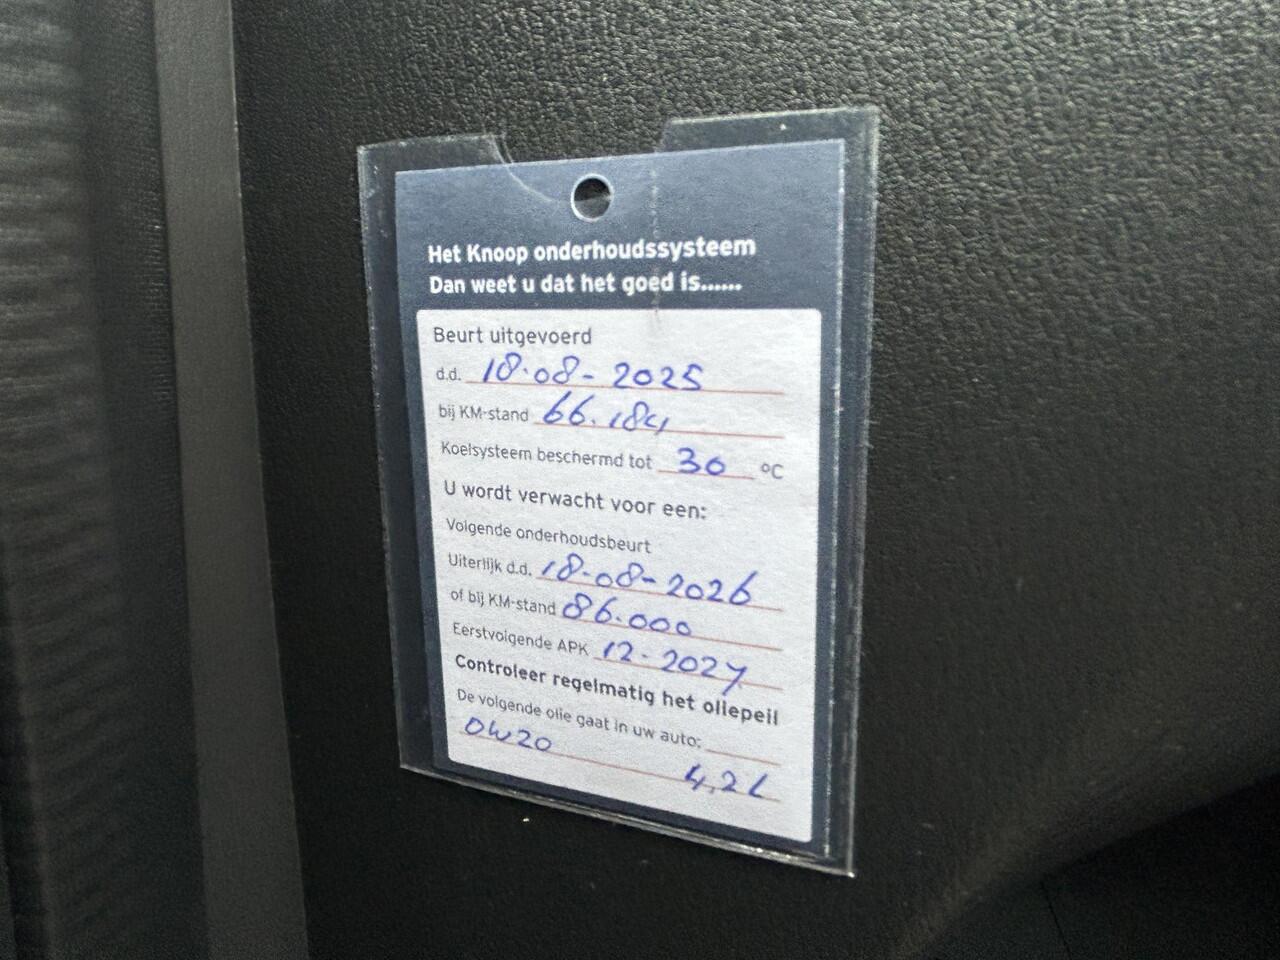 Het Knoop onderhoudssysteem
Dan weet u dat het goed is......
Beurt uitgevoerd
d.d. 18-08-2025
bij KM-stand 66.184
Koelsysteem beschermd tot 30 °C
U wordt verwacht voor een:
Volgende onderhoudsbeurt
Uiterlijk d.d. 18-08-2026
of bij KM-stand 86.000
Eerstvolgende APK 12-2027
Controleer regelmatig het oliepeil
De volgende olie gaat in uw auto:
0W20
4,2L